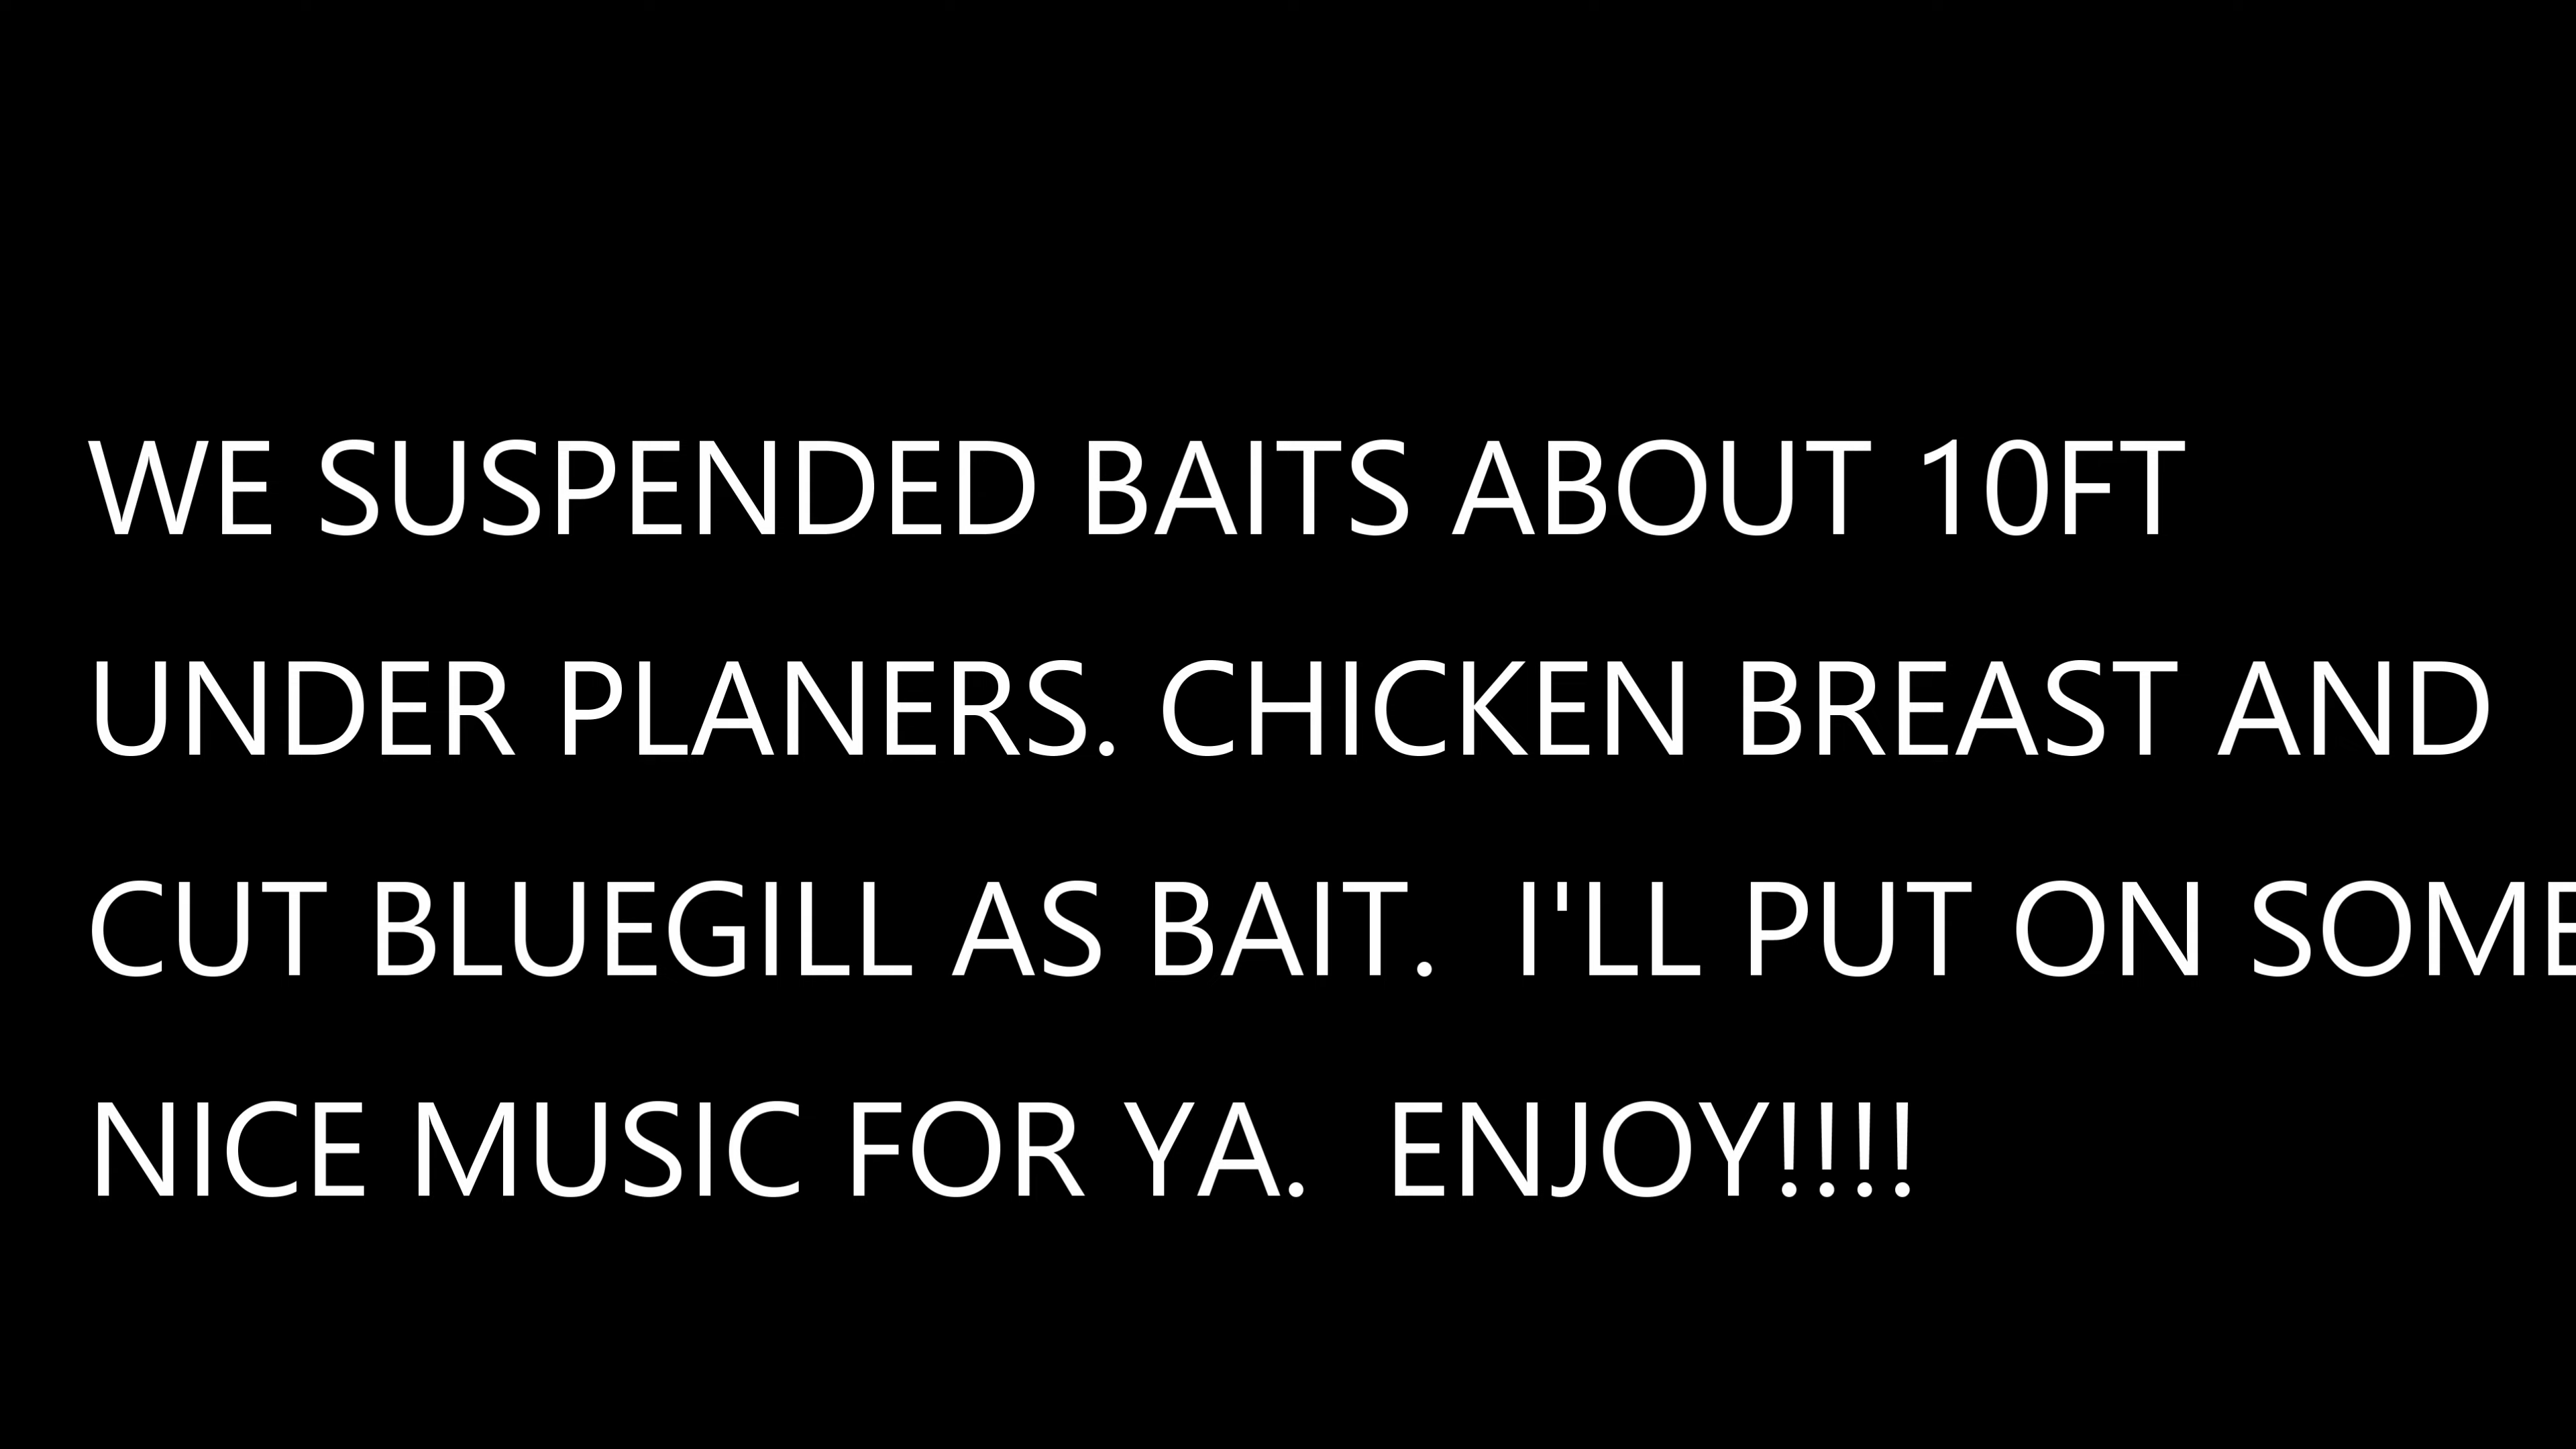 WE SUSPENDED BAITS ABOUT 10FT
UNDER PLANERS. CHICKEN BREAST AND
CUT BLUEGILL AS BAIT.  I'LL PUT ON SOME
NICE MUSIC FOR YA.  ENJOY!!!!